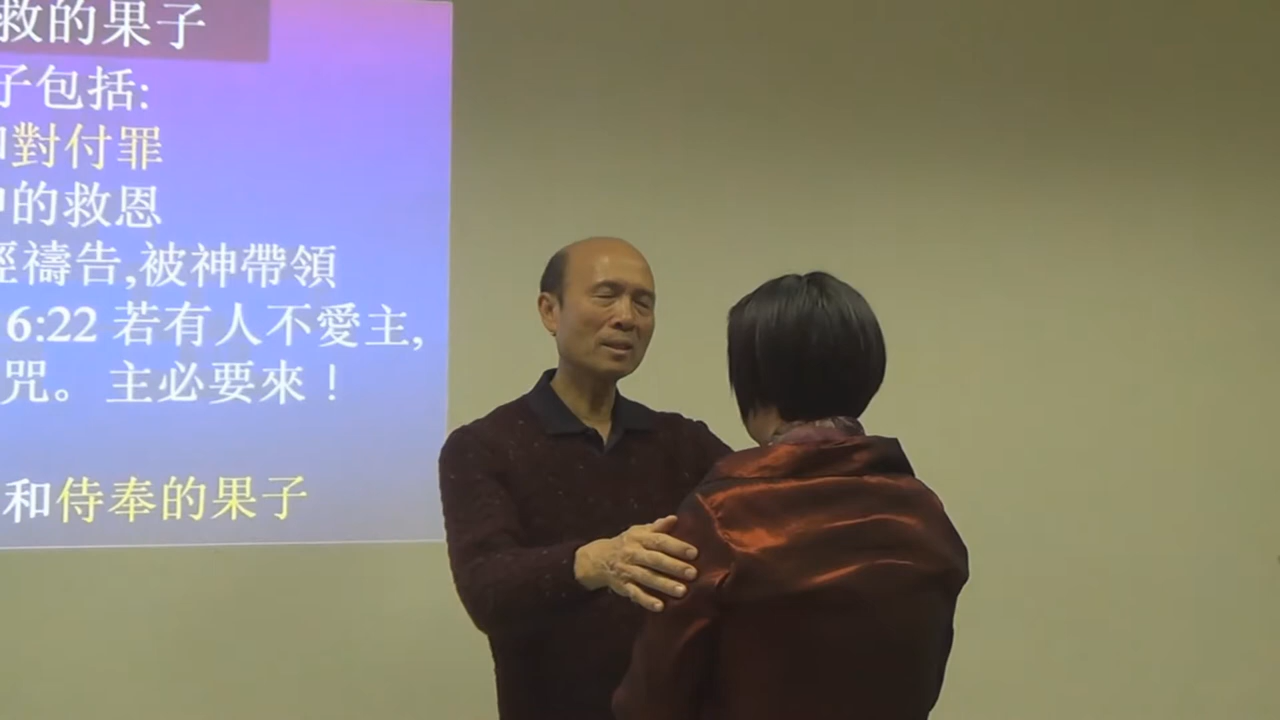 救的果子
子包括:
對付罪
的救恩
經禱告,被神帶領
6:22 若有人不愛主,
咒。主必要來！
和侍奉的果子